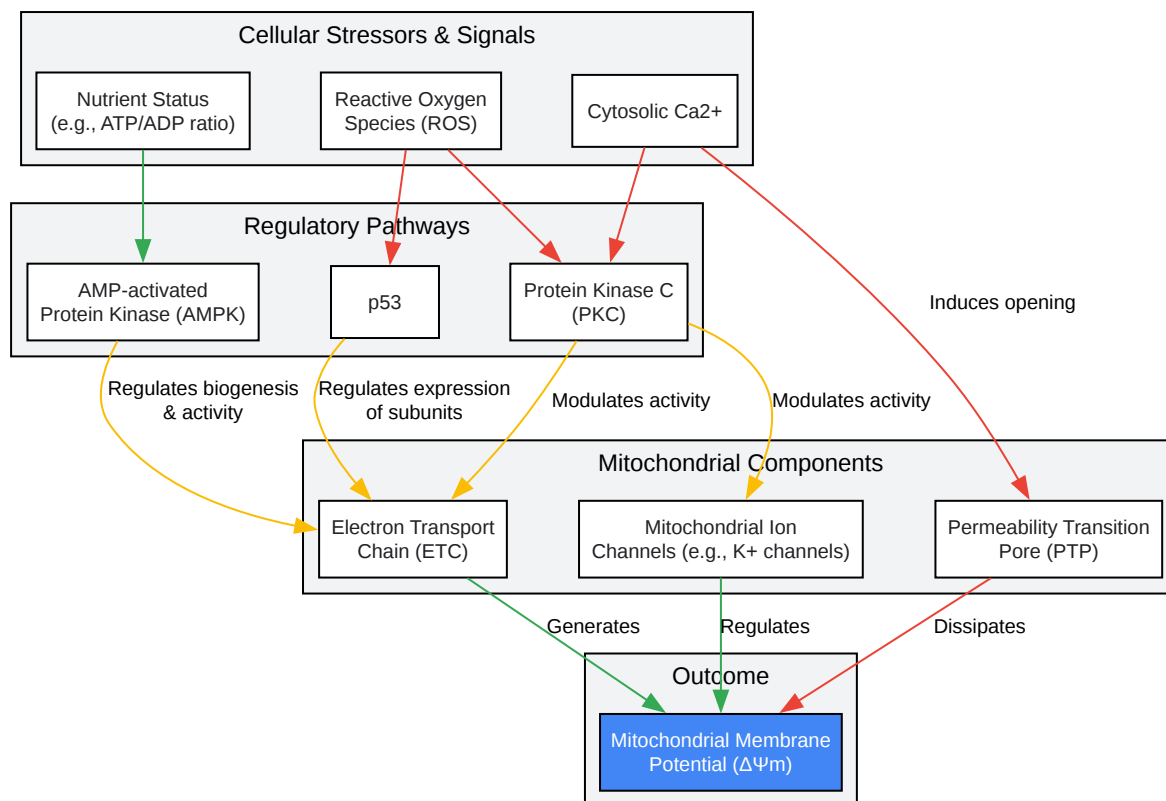 Cellular Stressors & Signals
Nutrient Status
(e.g., ATP/ADP ratio)
Reactive Oxygen
Species (ROS)
Cytosolic Ca2+
Regulatory Pathways
AMP-activated
Protein Kinase (AMPK)
p53
Protein Kinase C
(PKC)
Induces opening
Regulates biogenesis
& activity
Regulates expression
of subunits
Modulates activity
Modulates activity
Mitochondrial Components
Electron Transport
Chain (ETC)
Mitochondrial Ion
Channels (e.g., K+ channels)
Permeability Transition
Pore (PTP)
Generates
Regulates
Dissipates
Outcome
Mitochondrial Membrane
Potential (ΔΨm)